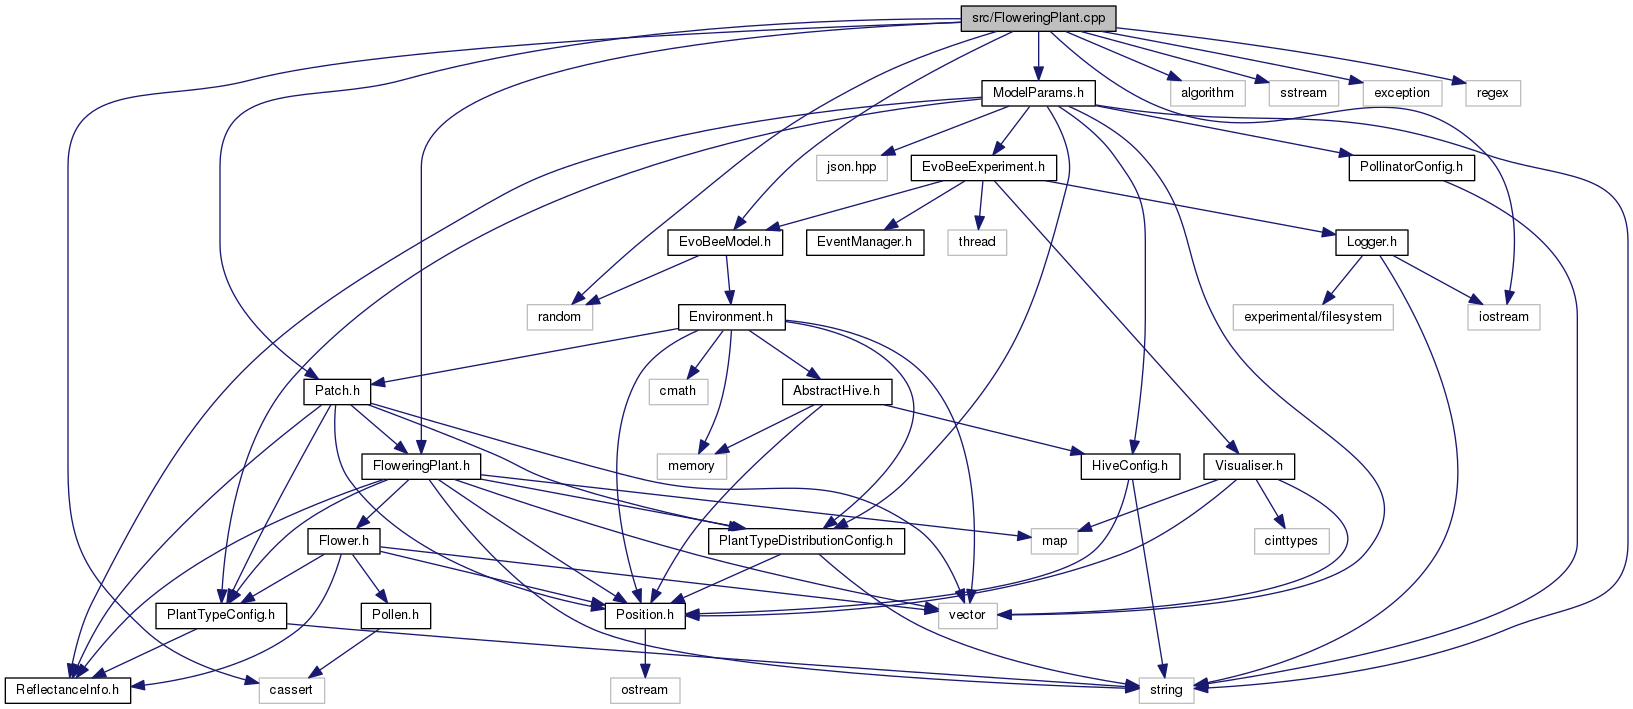 src/FloweringPlant.cpp
ModelParams.h
algorithm
sstream
exception
regex
json.hpp
EvoBeeExperiment.h
PollinatorConfig.h
EvoBeeModel.h
EventManager.h
thread
Logger.h
random
Environment.h
experimental/filesystem
iostream
Patch.h
cmath
AbstractHive.h
FloweringPlant.h
memory
HiveConfig.h
Visualiser.h
Flower.h
PlantTypeDistributionConfig.h
map
cinttypes
PlantTypeConfig.h
Pollen.h
Position.h
vector
ReflectanceInfo.h
cassert
ostream
string